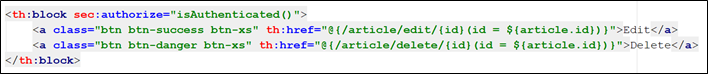 <th:block sec:authorize="isAuthenticated()">
    <a class="btn btn-success btn-xs" th:href="@{/article/edit/{id}(id = ${article.id})}">Edit</a>
    <a class="btn btn-danger btn-xs" th:href="@{/article/delete/{id}(id = ${article.id})}">Delete</a>
</th:block>